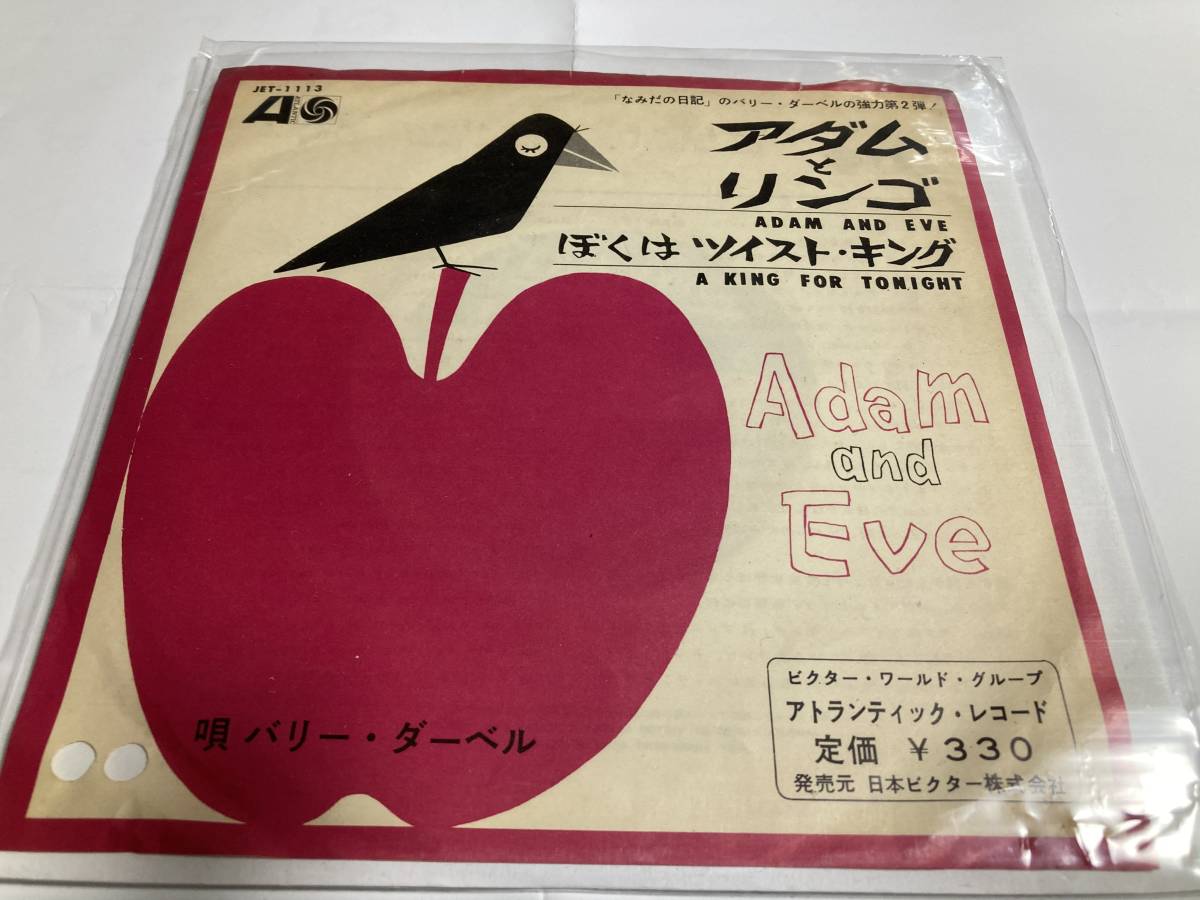 JET-1113
ATLANTIC
「なみだの日記」のバリー・ダーベルの強力第2弾!
アダム
と
リンゴ
ADAM AND EVE
ぼくは ツイスト・キング
A KING FOR TONIGHT
Adam
and
Eve
唄 バリー・ダーベル
ビクター・ワールド・グループ
アトランティック・レコード
定価 ¥330
発売元 日本ビクター株式会社